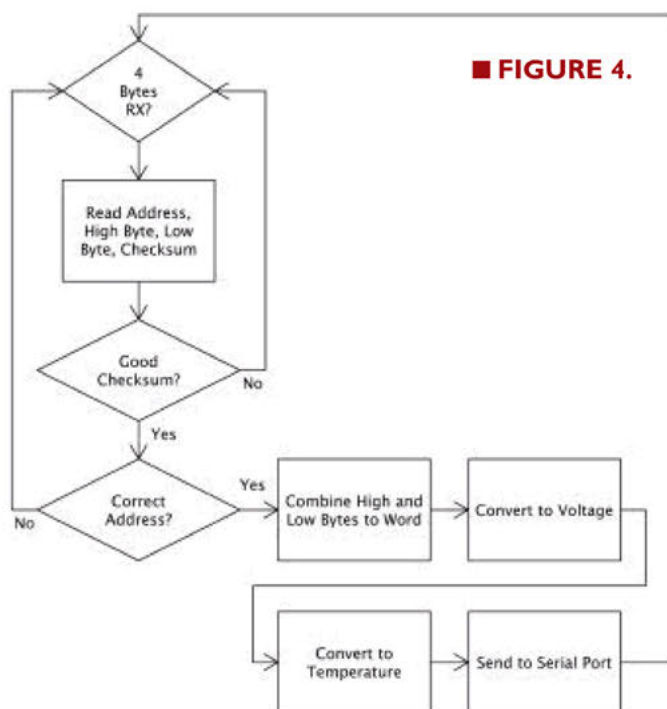 ■ FIGURE 4.
4
Bytes
RX?
Read Address,
High Byte, Low
Byte, Checksum
Good
Checksum?
No
Yes
Correct
Address?
No
Yes
Combine High and
Low Bytes to Word
Convert to Voltage
Convert to
Temperature
Send to Serial Port